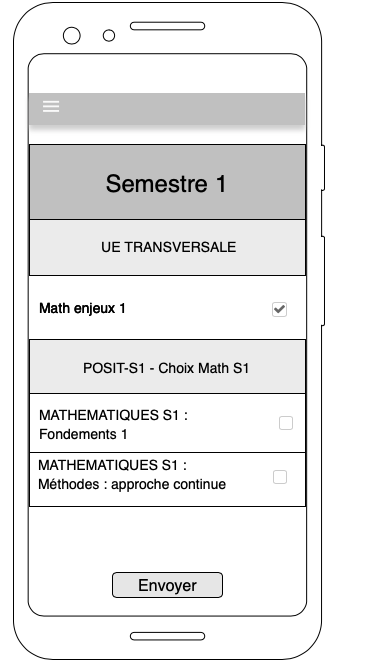 Semestre 1
UE TRANSVERSALE
Math enjeux 1
POSIT-S1 - Choix Math S1
MATHEMATIQUES S1 :
Fondements 1
MATHEMATIQUES S1 :
Méthodes : approche continue
Envoyer